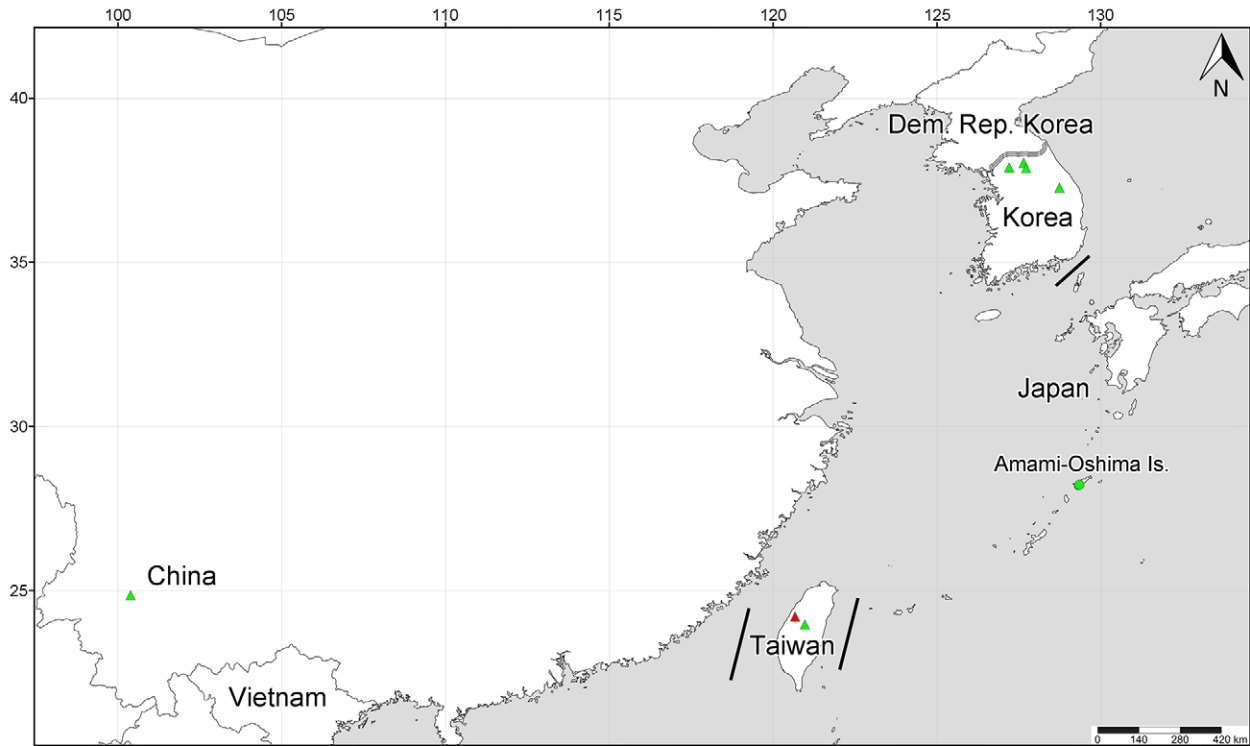 100 105 110 115 120 125 130
N
40
Dem. Rep. Korea
Korea
35
Japan
30
Amami-Oshima Is.
China
25
Taiwan
Vietnam
0 140 280 420 km